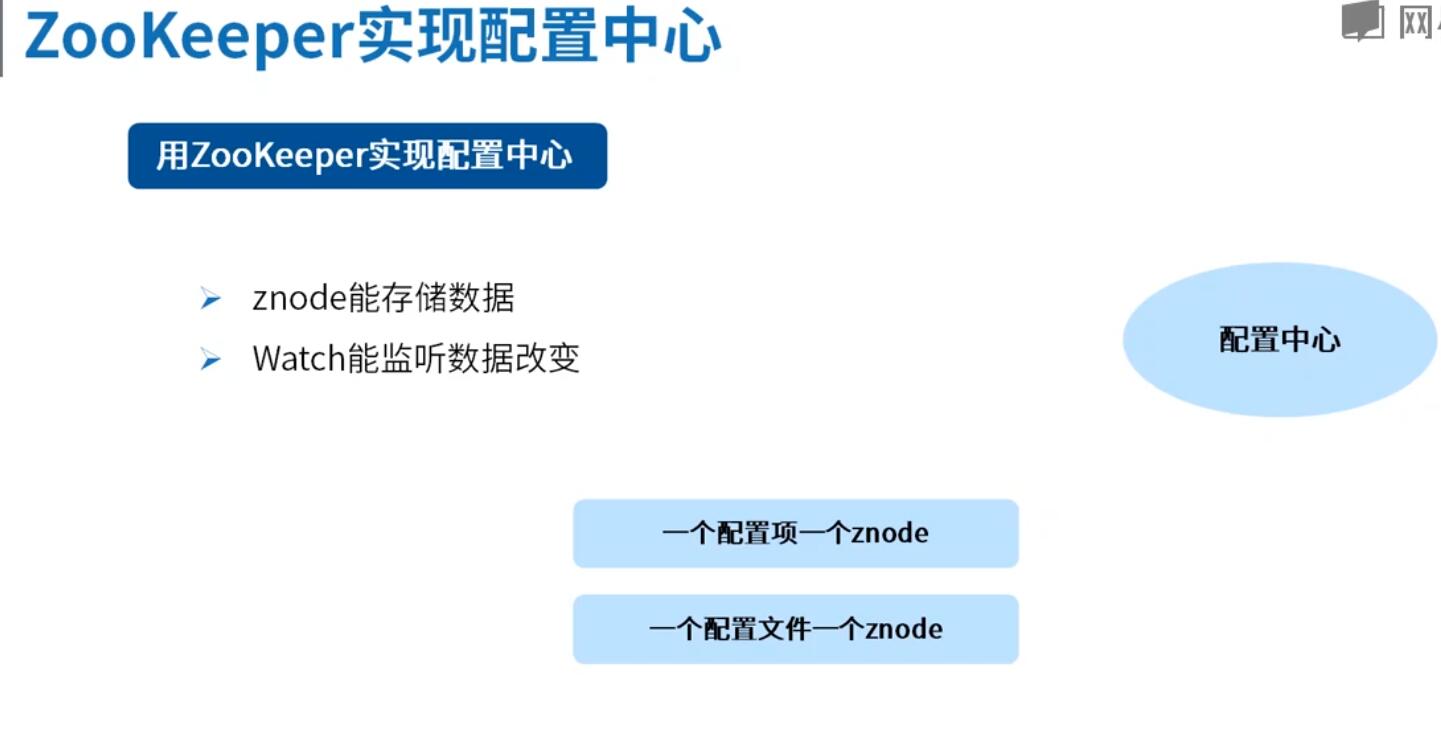 ZooKeeper实现配置中心
网
用ZooKeeper实现配置中心
znode能存储数据
Watch能监听数据改变
配置中心
一个配置项一个znode
一个配置文件一个znode